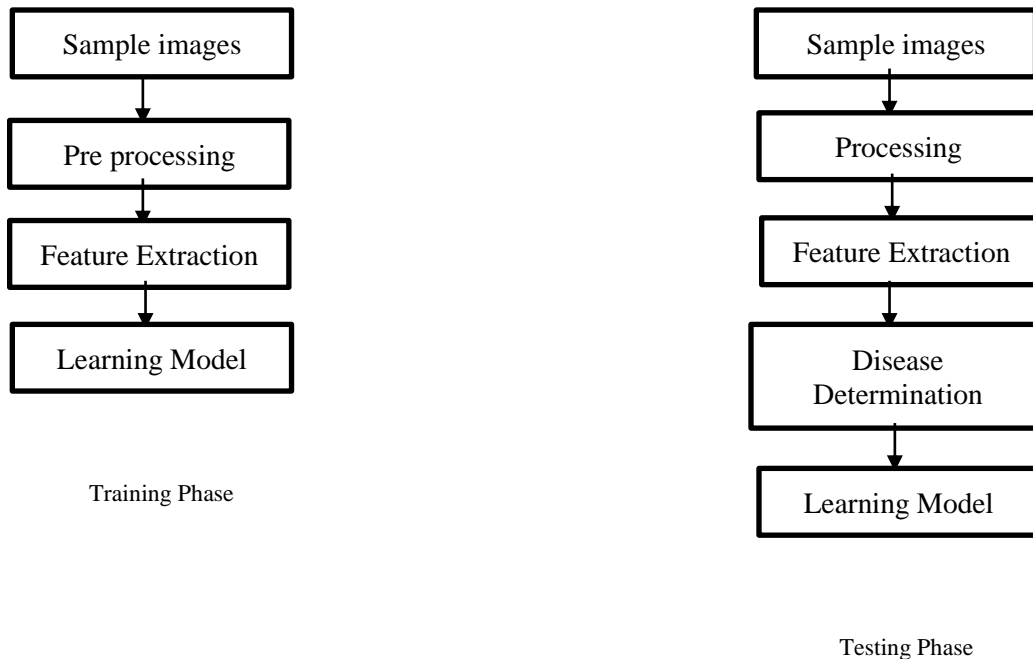 Sample images
Pre processing
Feature Extraction
Learning Model
Training Phase
Sample images
Processing
Feature Extraction
Disease
Determination
Learning Model
Testing Phase